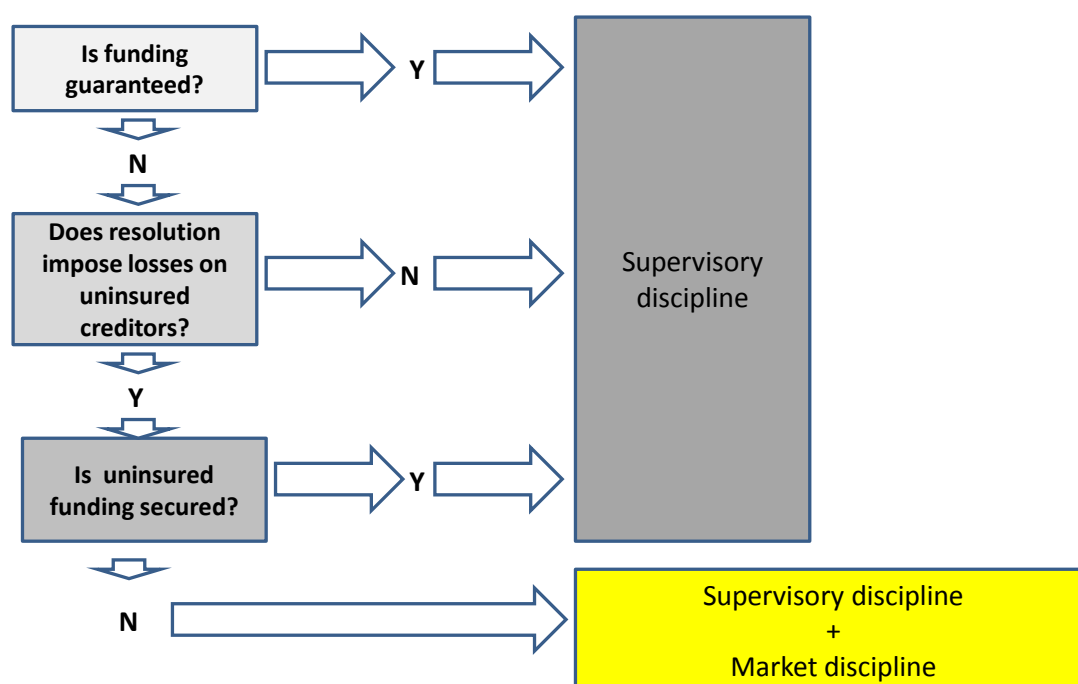 Is funding
guaranteed?
Y
N
Does resolution
impose losses on
uninsured
creditors?
N
Supervisory
discipline
Y
Is uninsured
funding secured?
Y
N
Supervisory discipline
+
Market discipline